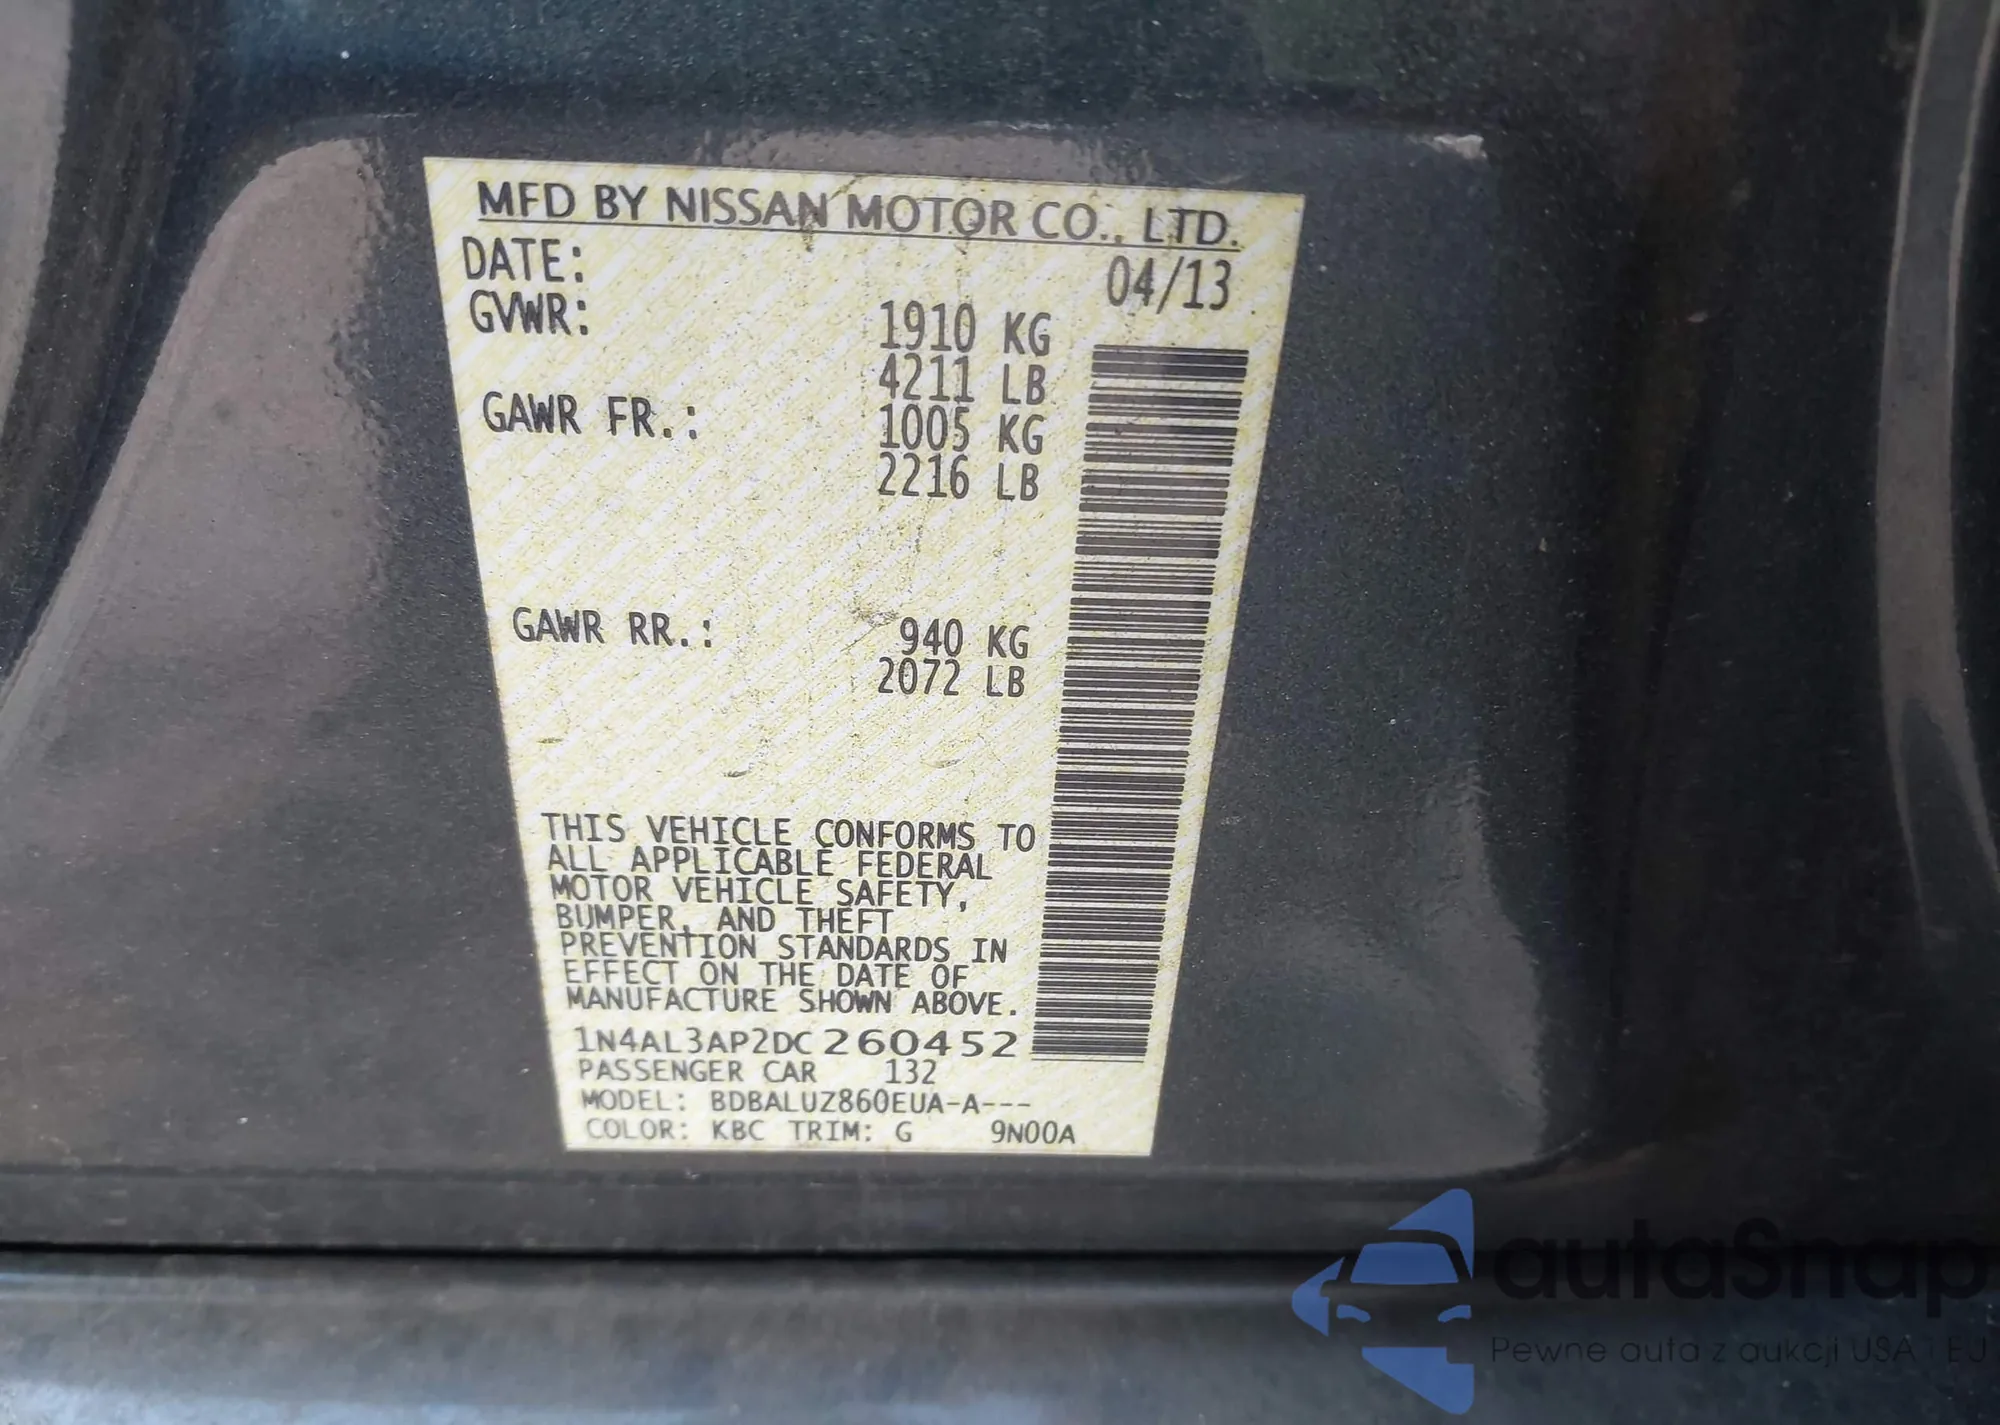 MFD BY NISSAN MOTOR CO., LTD.
DATE: 04/13
GVWR: 1910 KG
4211 LB
GAWR FR.: 1005 KG
2216 LB
GAWR RR.: 940 KG
2072 LB
THIS VEHICLE CONFORMS TO
ALL APPLICABLE FEDERAL
MOTOR VEHICLE SAFETY,
BUMPER, AND THEFT
PREVENTION STANDARDS IN
EFFECT ON THE DATE OF
MANUFACTURE SHOWN ABOVE.
1N4AL3AP2DC260452
PASSENGER CAR 132
MODEL: BDBALUZ860EUA-A---
COLOR: KBC TRIM: G 9N00A
autaSnap
Pewne auta z aukcji USA i EU